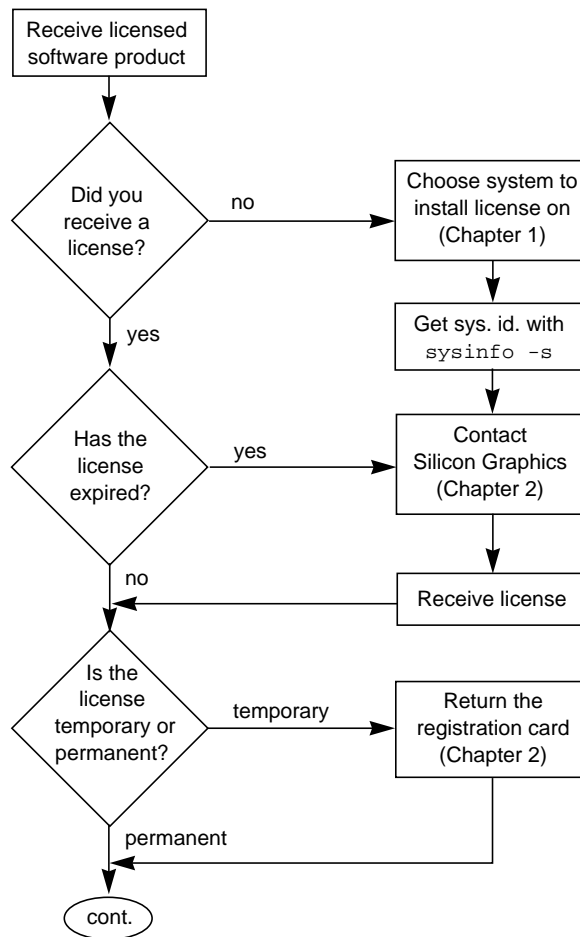 Receive licensed
software product
Did you
receive a
license?
no
Choose system to
install license on
(Chapter 1)
yes
Get sys. id. with
sysinfo -s
Has the
license
expired?
yes
Contact
Silicon Graphics
(Chapter 2)
no
Receive license
Is the
license
temporary or
permanent?
temporary
Return the
registration card
(Chapter 2)
permanent
cont.